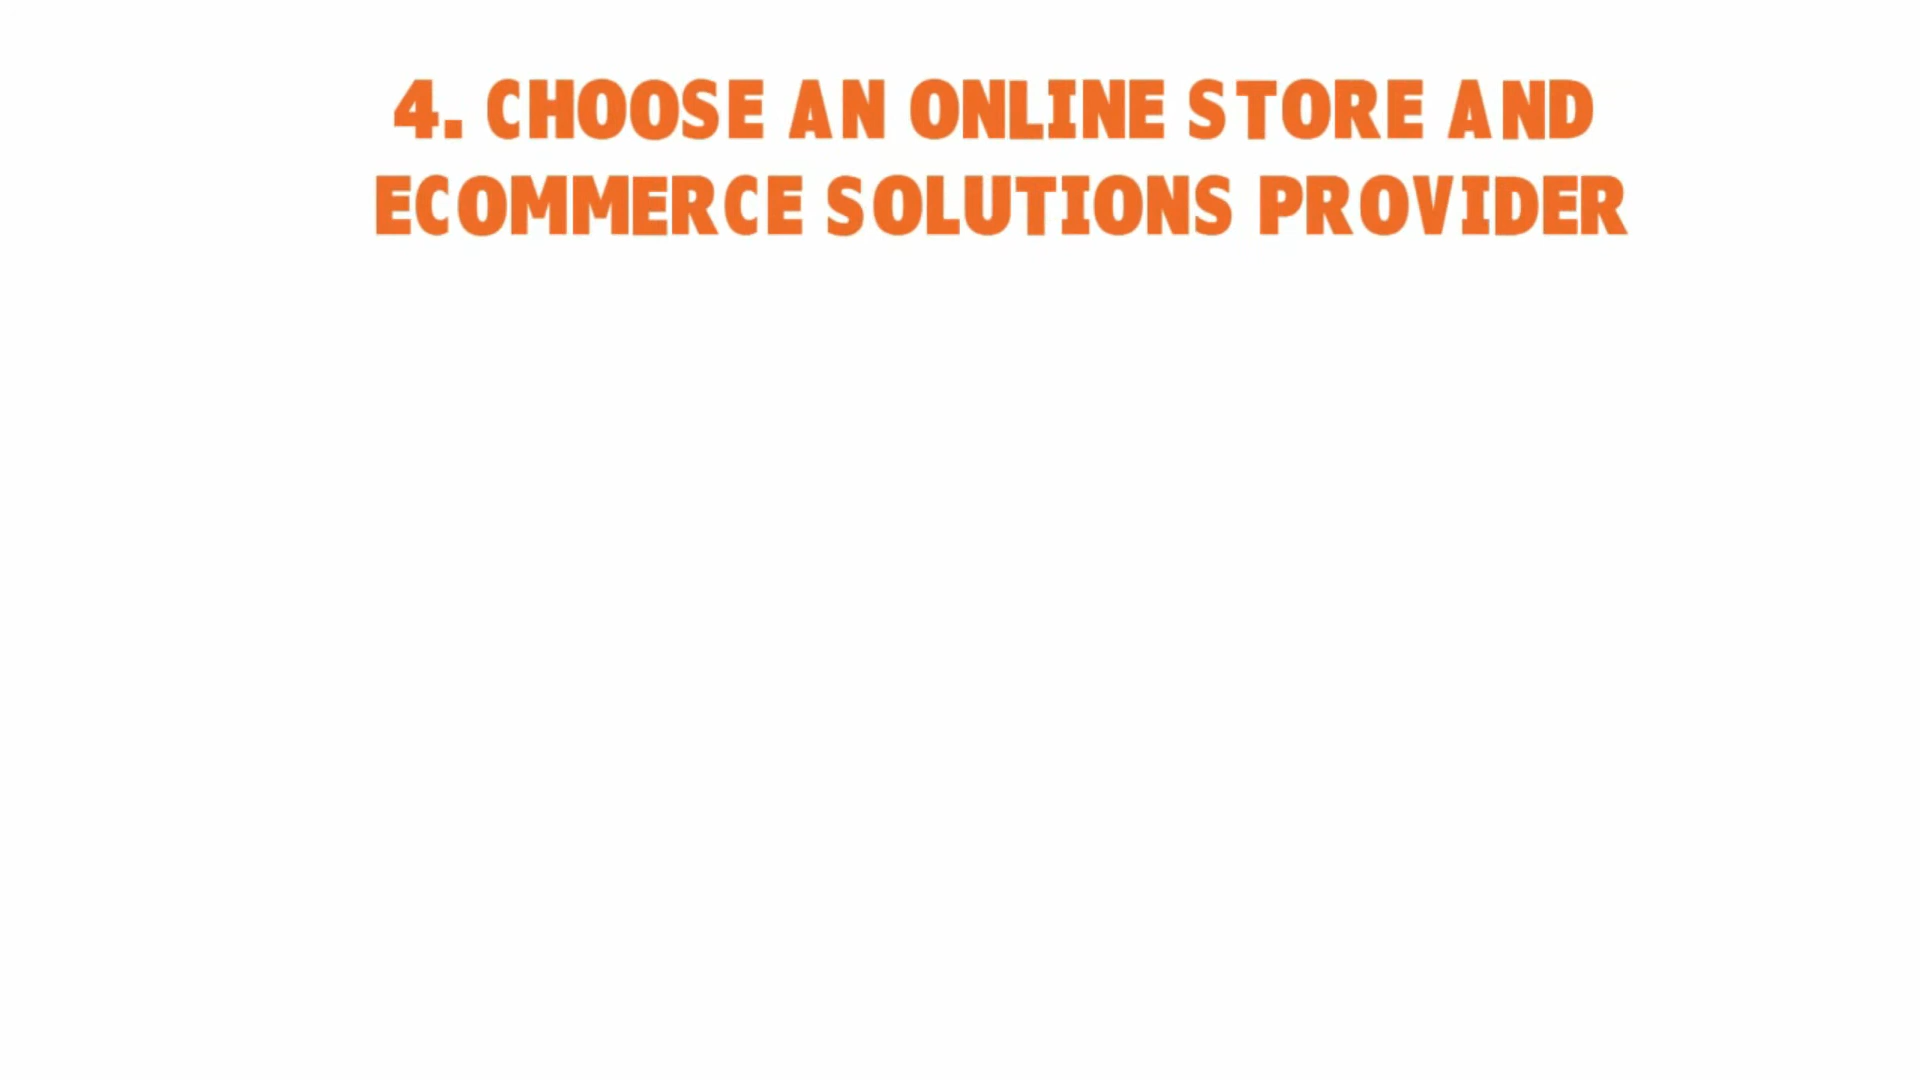 4. CHOOSE AN ONLINE STORE AND
ECOMMERCE SOLUTIONS PROVIDER